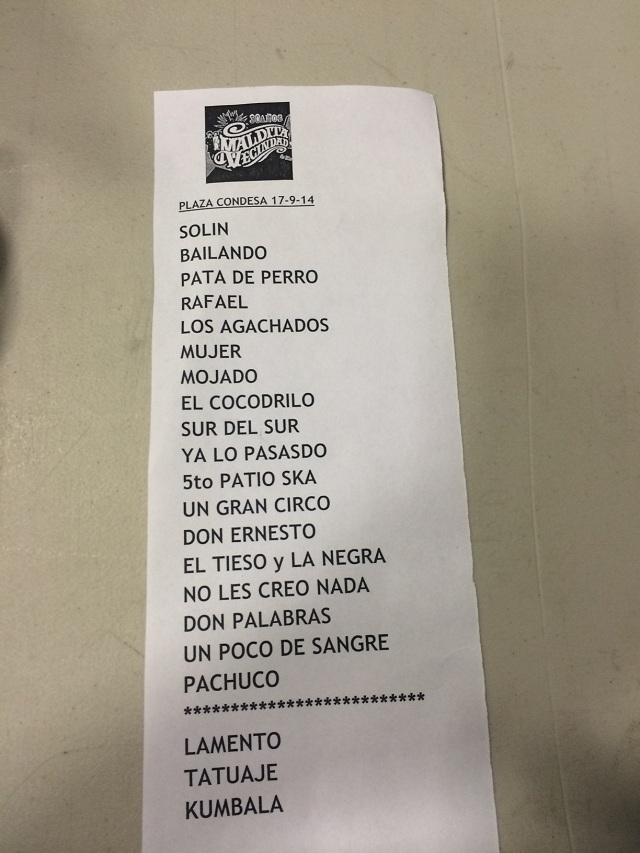 30 AÑOS
MALDITA
VECINDAD
PLAZA CONDESA 17-9-14
SOLIN
BAILANDO
PATA DE PERRO
RAFAEL
LOS AGACHADOS
MUJER
MOJADO
EL COCODRILO
SUR DEL SUR
YA LO PASASDO
5to PATIO SKA
UN GRAN CIRCO
DON ERNESTO
EL TIESO y LA NEGRA
NO LES CREO NADA
DON PALABRAS
UN POCO DE SANGRE
PACHUCO
**************************
LAMENTO
TATUAJE
KUMBALA